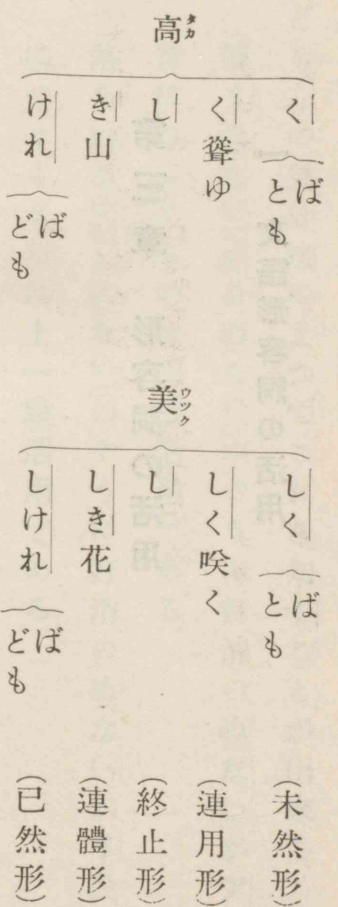 高タカ
く ばとも
く聳ゆ
し
き山
けれ ばども
美ウツク
しく ばとも
しく咲く
し
しき花
しけれ ばども
(未然形)
(連用形)
(終止形)
(連體形)
(已然形)